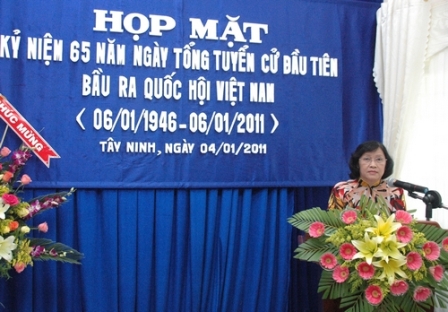 HỌP MẶT
KỶ NIỆM 65 NĂM NGÀY TỔNG TUYỂN CỬ ĐẦU TIÊN
BẦU RA QUỐC HỘI VIỆT NAM
< 06/01/1946-06/01/2011 >
TÂY NINH, NGÀY 04/01/2011
CHÚC MỪNG